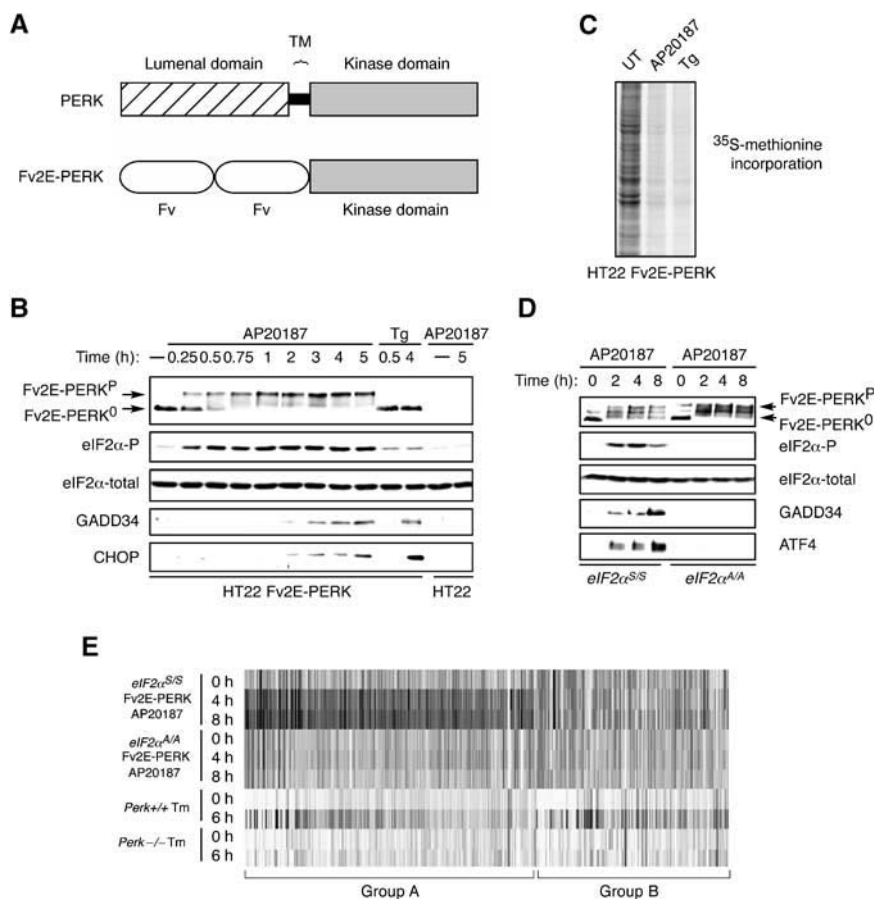 A
TM
Lumenal domain
Kinase domain
PERK
Fv2E-PERK
Fv
Fv
Kinase domain
C
UT
AP20187
Tg
35S-methionine
incorporation
HT22 Fv2E-PERK
B
AP20187
Tg
AP20187
Time (h): — 0.25 0.5 0.75 1 2 3 4 5 0.5 4 — 5
Fv2E-PERKP
Fv2E-PERK0
eIF2α-P
eIF2α-total
GADD34
CHOP
HT22 Fv2E-PERK
HT22
D
AP20187
AP20187
Time (h): 0 2 4 8 0 2 4 8
Fv2E-PERKP
Fv2E-PERK0
eIF2α-P
eIF2α-total
GADD34
ATF4
eIF2αS/S
eIF2αA/A
E
eIF2αS/S
Fv2E-PERK
AP20187
0 h
4 h
8 h
eIF2αA/A
Fv2E-PERK
AP20187
0 h
4 h
8 h
Perk+/+ Tm
0 h
6 h
Perk–/– Tm
0 h
6 h
Group A
Group B